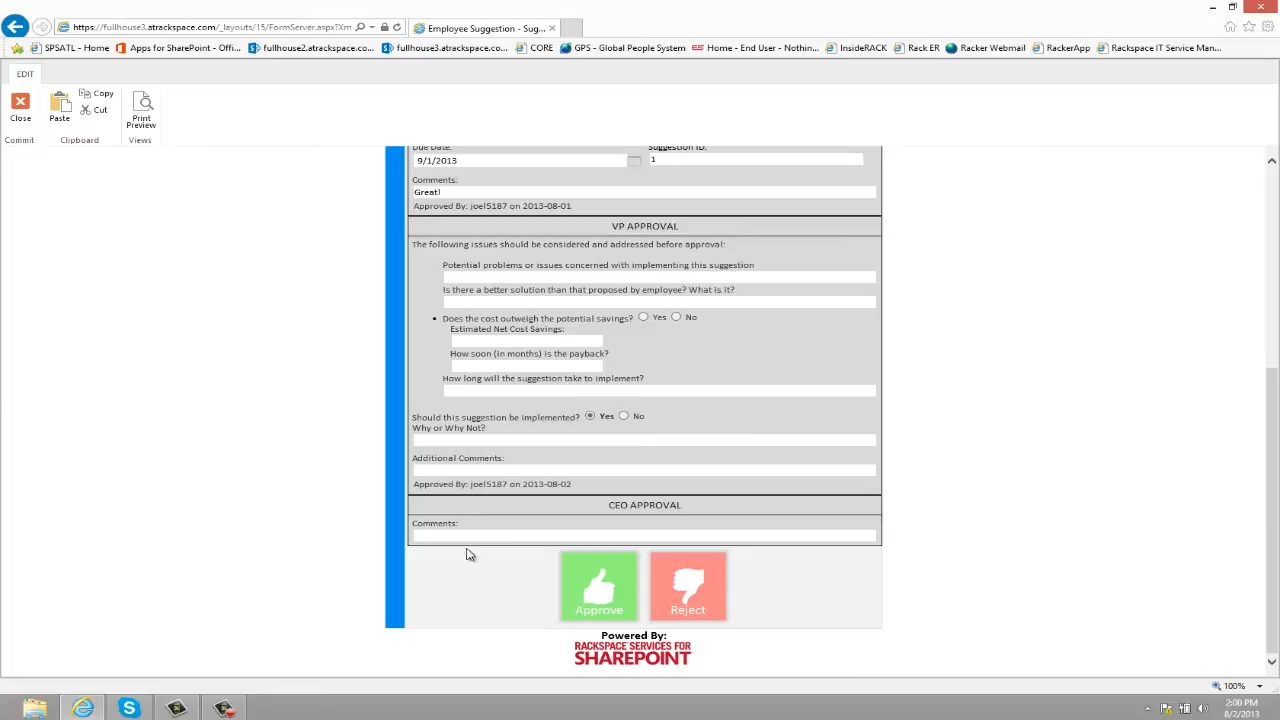 https://fullhouse3.atrackspace.com/_layouts/15/FormServer.aspx?Xm
Employee Suggestion - Sug...
SPSATL - Home
Apps for SharePoint - Offi...
fullhouse2.atrackspace.co...
fullhouse3.atrackspace.co...
CORE
GPS - Global People System
Home - End User - Nothin...
InsideRACK
Rack ER
Racker Webmail
RackerApp
Rackspace IT Service Man...
EDIT
Close
Paste
Copy
Cut
Print Preview
Commit
Clipboard
Views
Due Date:
Suggestion ID:
9/1/2013
1
Comments:
Great!
Approved By: joel5187 on 2013-08-01
VP APPROVAL
The following issues should be considered and addressed before approval:
Potential problems or issues concerned with implementing this suggestion
Is there a better solution than that proposed by employee? What is it?
• Does the cost outweigh the potential savings? Yes No
Estimated Net Cost Savings:
How soon (in months) is the payback?
How long will the suggestion take to implement?
Should this suggestion be implemented? Yes No
Why or Why Not?
Additional Comments:
Approved By: joel5187 on 2013-08-02
CEO APPROVAL
Comments:
Approve
Reject
Powered By:
RACKSPACE SERVICES FOR
SHAREPOINT
100%
2:00 PM
8/2/2013